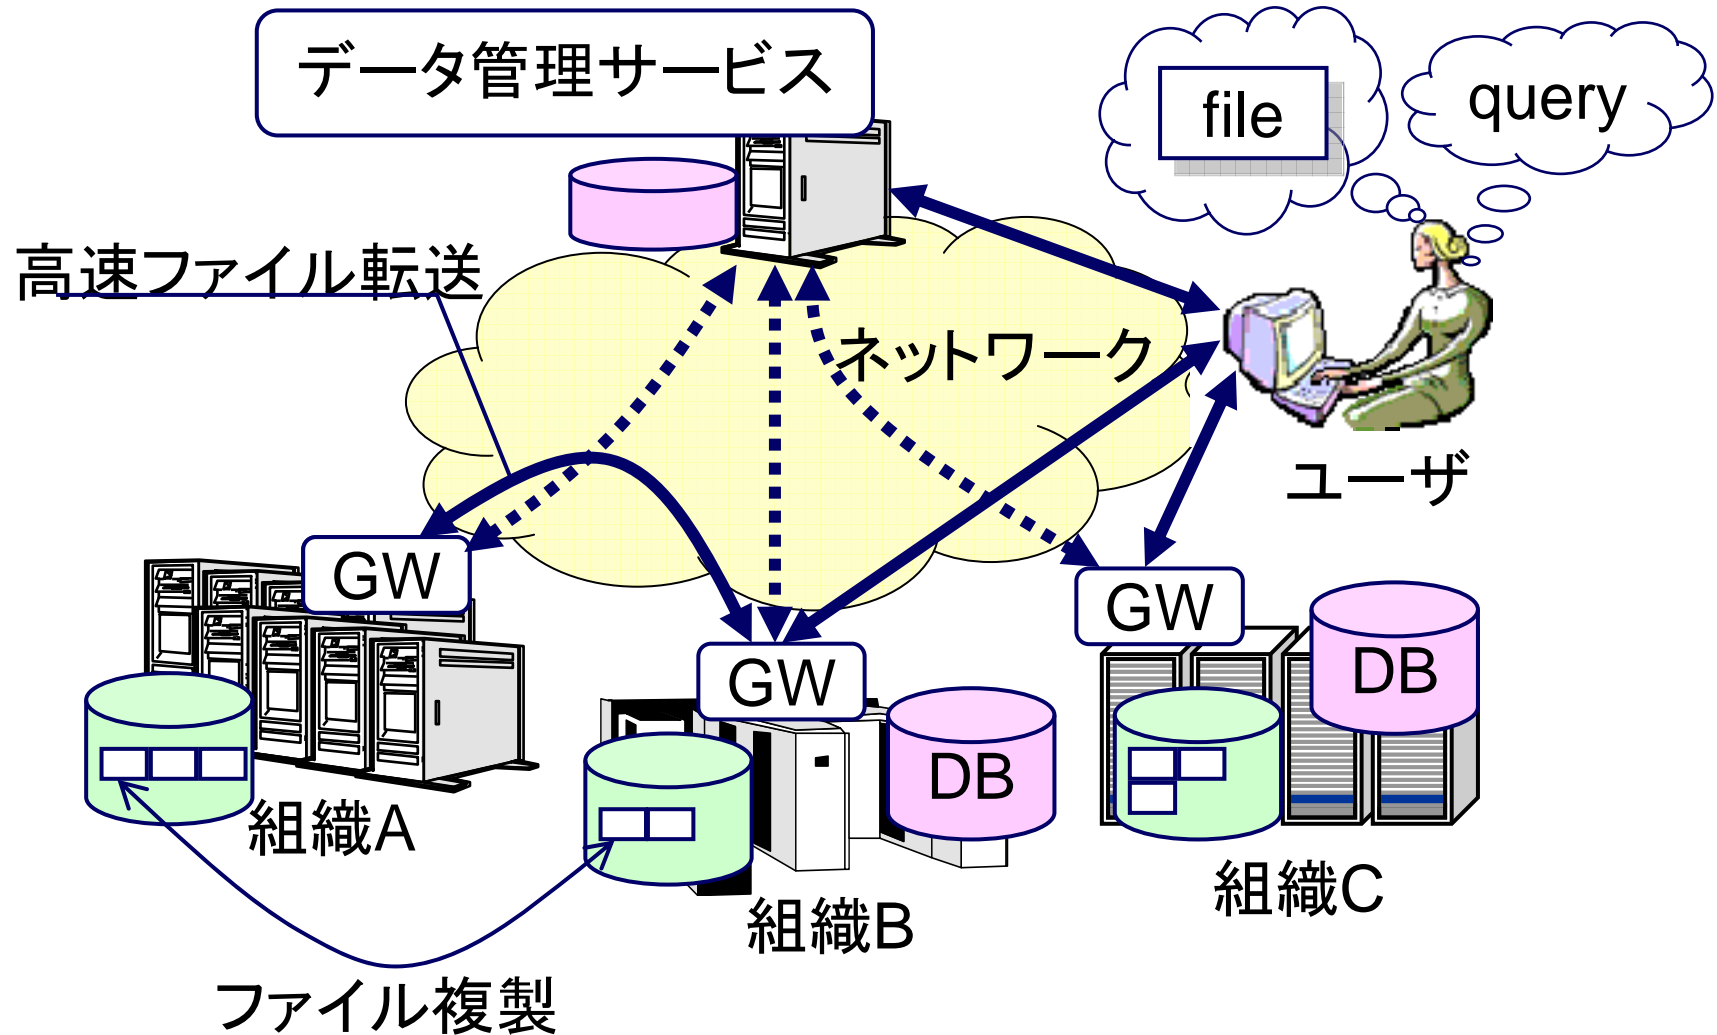 データ管理サービス
file
query
高速ファイル転送
ネットワーク
ユーザ
GW
GW
GW
DB
DB
組織A
組織B
組織C
ファイル複製